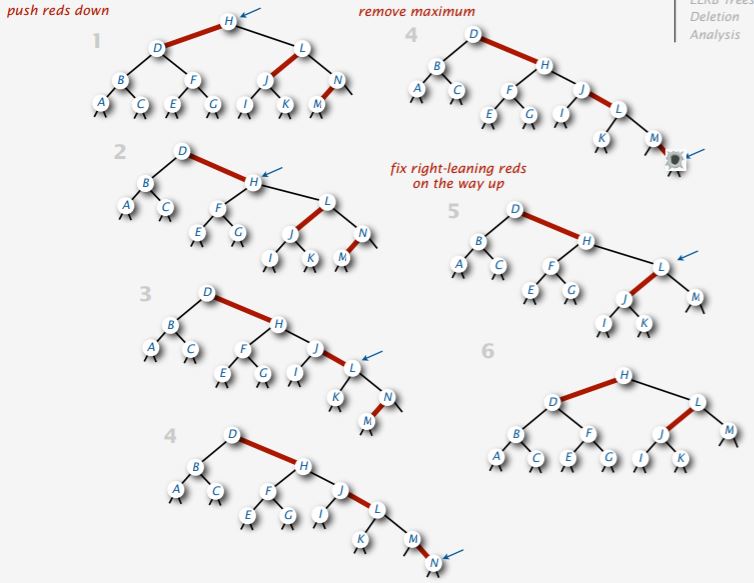 push reds down
remove maximum
LLRB Trees
Deletion
Analysis
1
H
D
L
B
F
J
N
A
C
E
G
I
K
M
4
D
H
B
J
A
C
F
L
E
G
I
K
M
2
D
B
H
A
C
F
L
E
G
J
N
I
K
M
fix right-leaning reds
on the way up
5
D
B
H
A
C
F
L
E
G
J
M
I
K
3
D
B
H
A
C
F
J
E
G
I
L
K
N
M
6
H
D
L
B
F
J
M
A
C
E
G
I
K
4
D
B
H
A
C
F
J
E
G
I
L
K
M
N